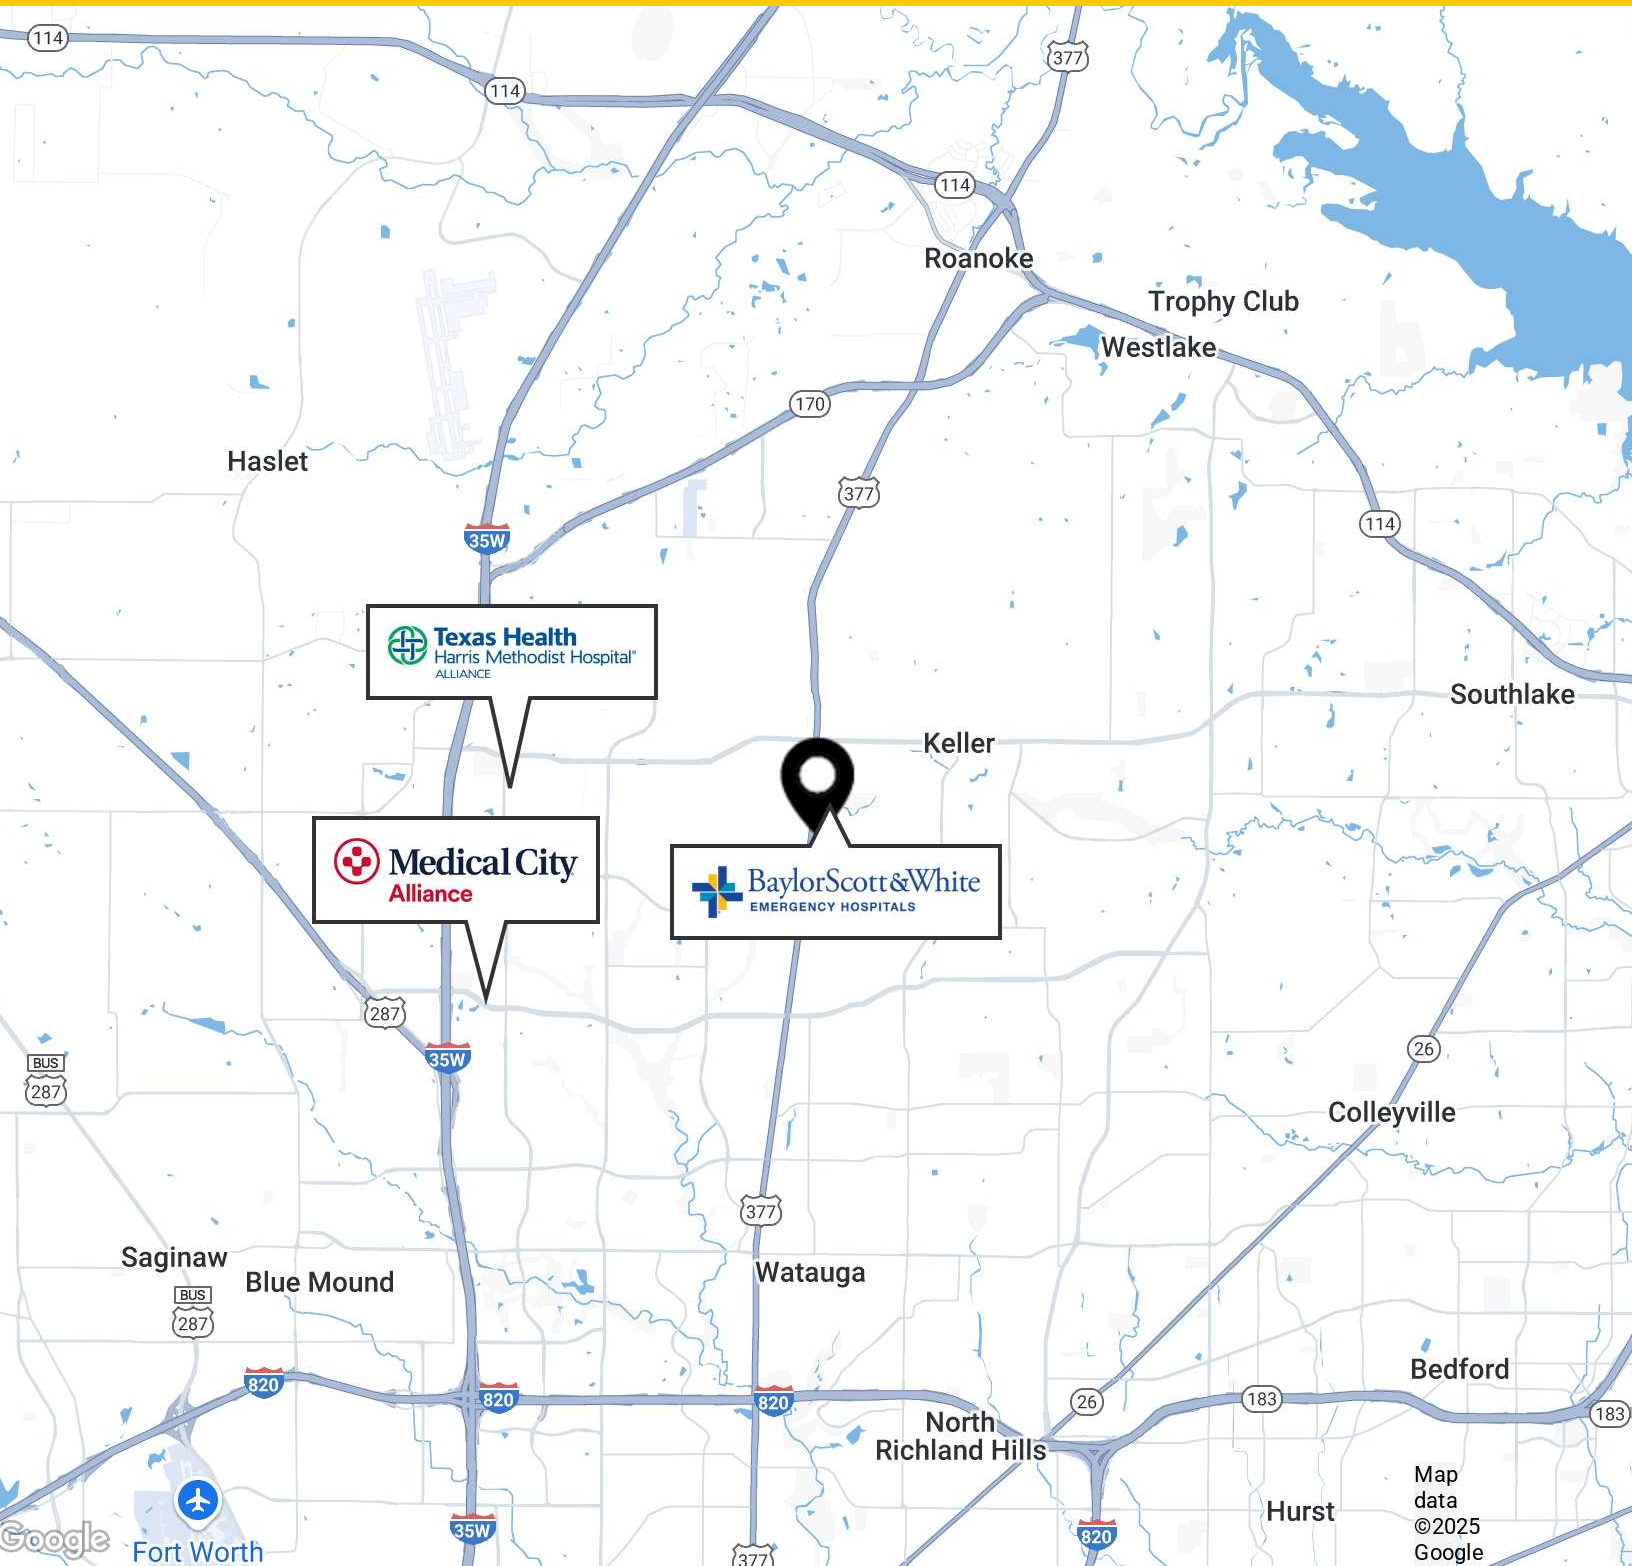 114
377
114
114
Roanoke
Trophy Club
Westlake
170
Haslet
377
114
35W
Texas Health
Harris Methodist Hospital®
ALLIANCE
Southlake
Keller
Medical City
Alliance
BaylorScott&White
EMERGENCY HOSPITALS
287
26
35W
BUS
287
Colleyville
377
Saginaw
Blue Mound
Watauga
BUS
287
Bedford
820
820
820
26
183
183
North
Richland Hills
Map
data
©2025
Google
Hurst
35W
820
Google
Fort Worth
377